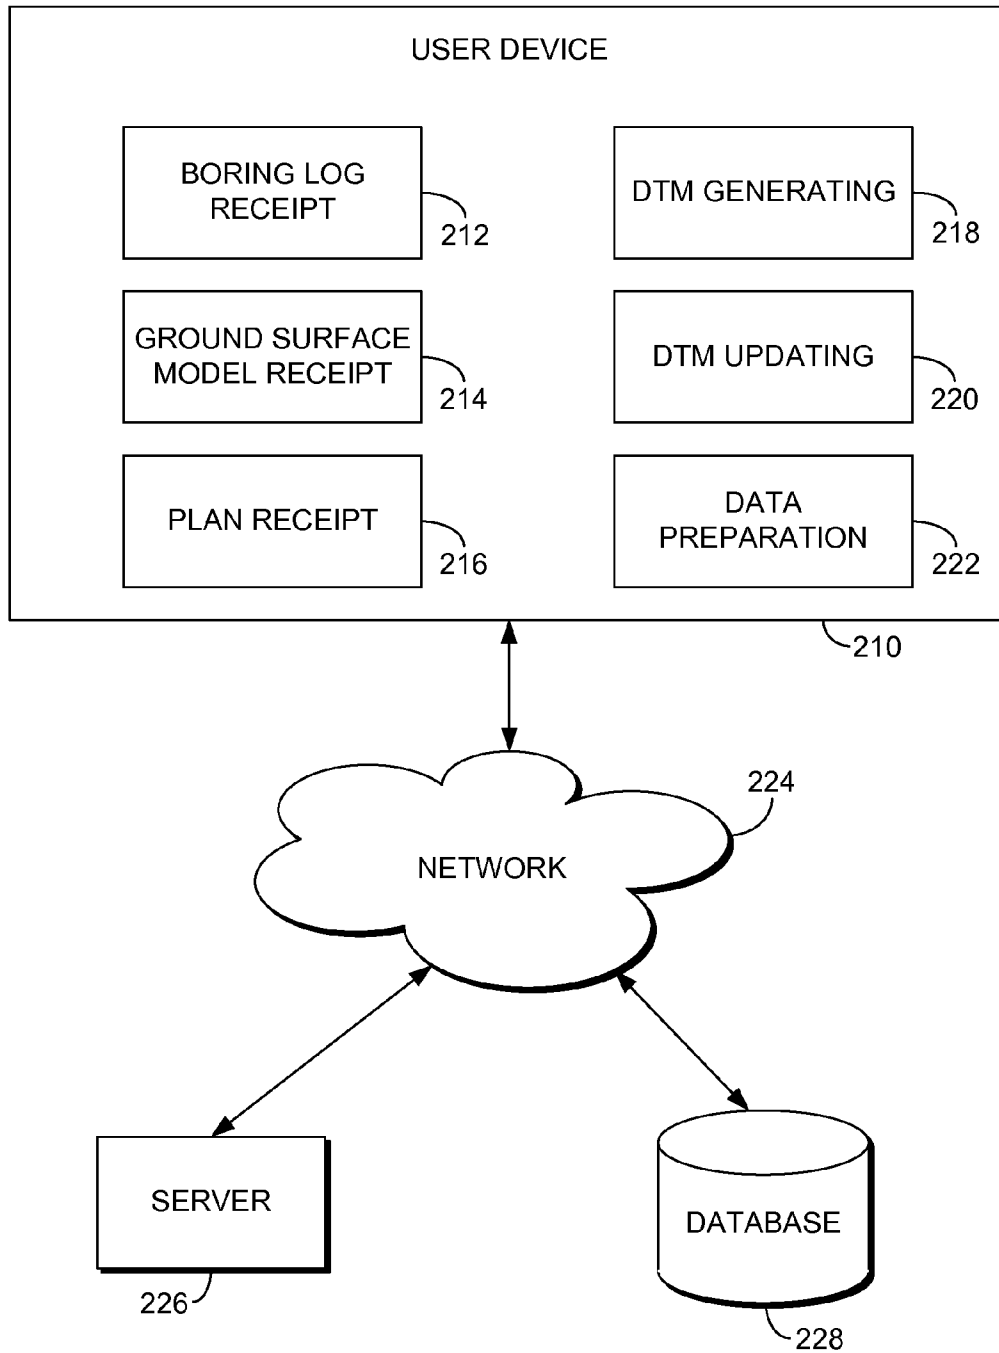 USER DEVICE
BORING LOG
RECEIPT
212
DTM GENERATING
218
GROUND SURFACE
MODEL RECEIPT
214
DTM UPDATING
220
PLAN RECEIPT
216
DATA
PREPARATION
222
210
224
NETWORK
SERVER
226
DATABASE
228